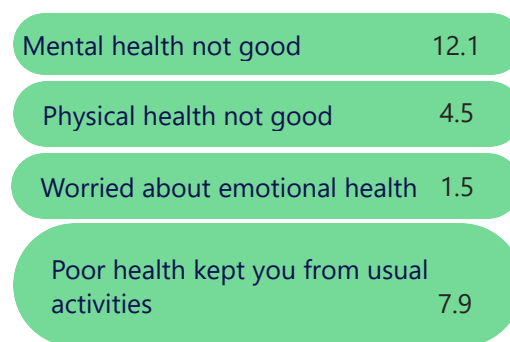 Mental health not good 12.1
Physical health not good 4.5
Worried about emotional health 1.5
Poor health kept you from usual
activities 7.9